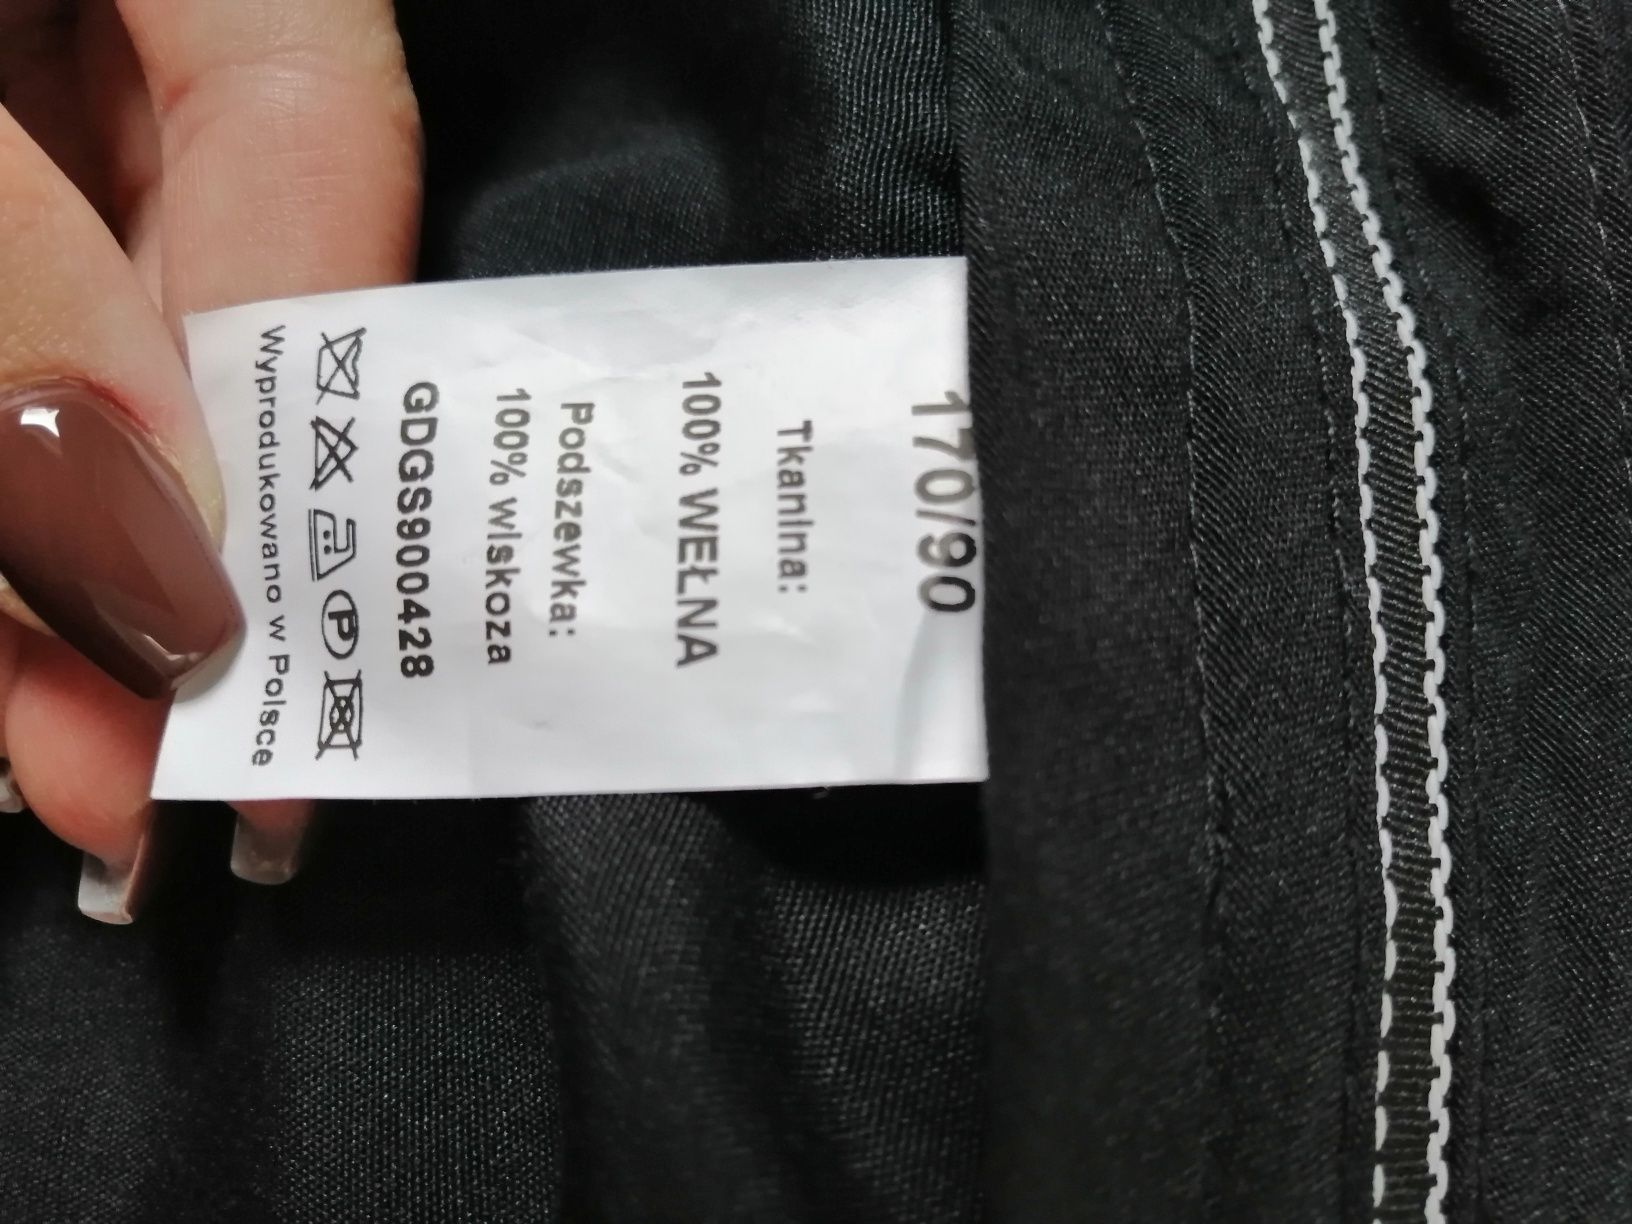 170/90
Tkanina:
100% WEŁNA
Podszewka:
100% wiskoza
GDGS900428
P
Wyprodukowano w Polsce